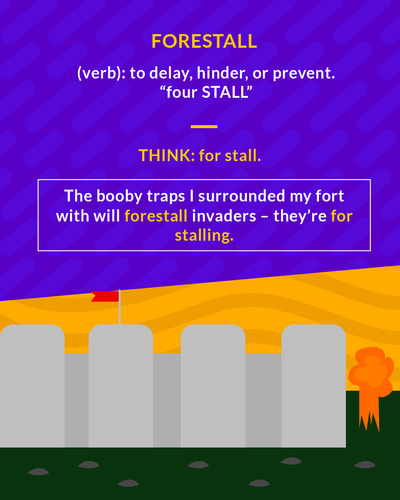 FORESTALL
(verb): to delay, hinder, or prevent.
“four STALL”
THINK: for stall.
The booby traps I surrounded my fort
with will forestall invaders – they’re for
stalling.